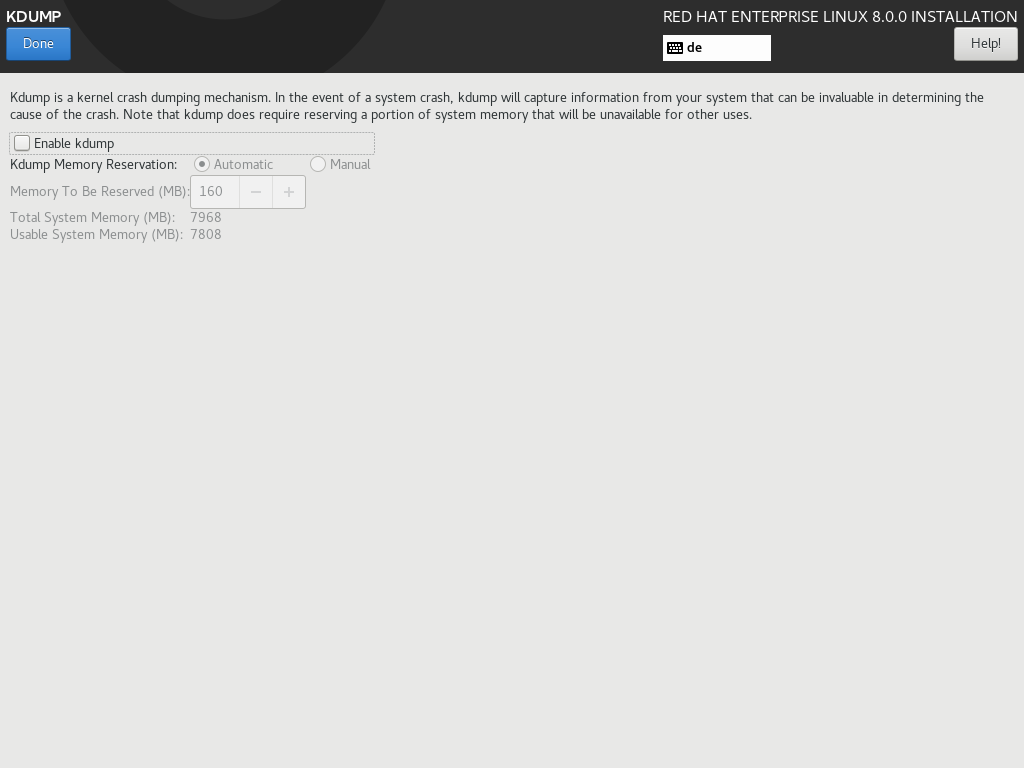 KDUMP
RED HAT ENTERPRISE LINUX 8.0.0 INSTALLATION
Done
de
Help!
Kdump is a kernel crash dumping mechanism. In the event of a system crash, kdump will capture information from your system that can be invaluable in determining the
cause of the crash. Note that kdump does require reserving a portion of system memory that will be unavailable for other uses.
Enable kdump
Kdump Memory Reservation: Automatic Manual
Memory To Be Reserved (MB): 160 − +
Total System Memory (MB): 7968
Usable System Memory (MB): 7808